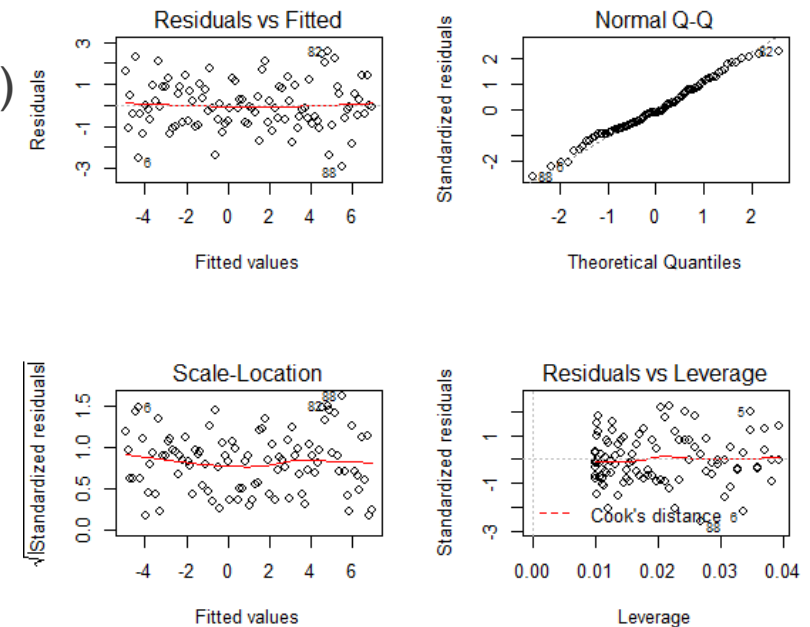 )
Residuals vs Fitted
Residuals
3
1
-1
-3
82
6
88
-4 -2 0 2 4 6
Fitted values
Normal Q-Q
Standardized residuals
2
0
-2
82
6
88
-2 -1 0 1 2
Theoretical Quantiles
Scale-Location
√|Standardized residuals|
1.5
1.0
0.5
0.0
6
88
82
-4 -2 0 2 4 6
Fitted values
Residuals vs Leverage
Standardized residuals
1
-1
-3
5
Cook's distance
6
88
0.00 0.01 0.02 0.03 0.04
Leverage